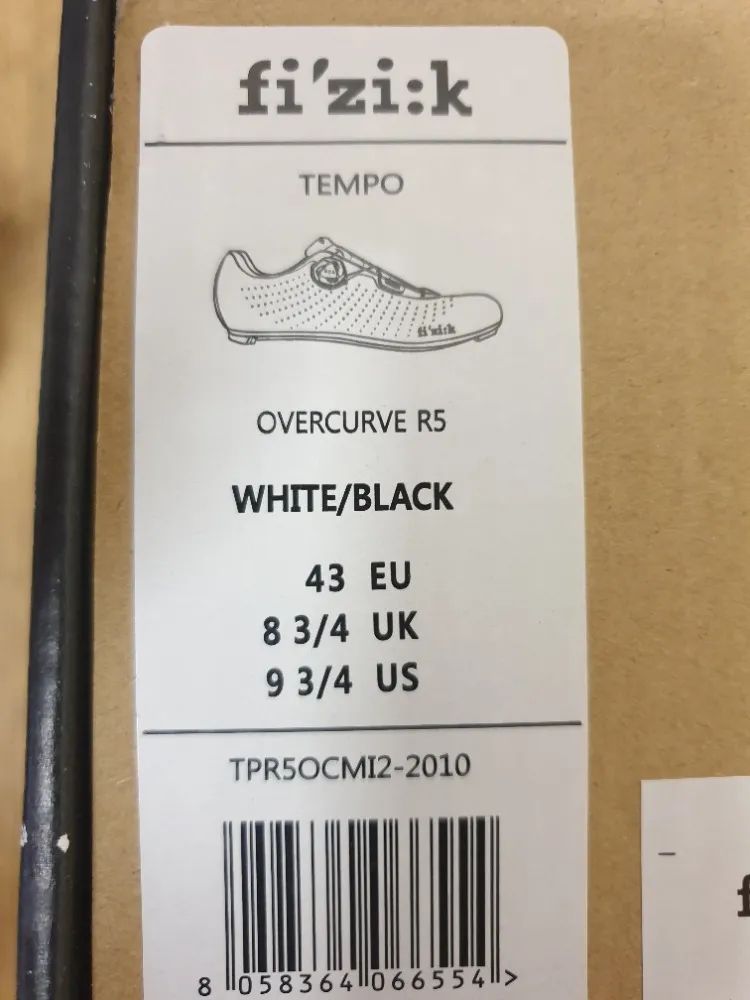 fi'zi:k
TEMPO
fi'zi:k
OVERCURVE R5
WHITE/BLACK
43 EU
8 3/4 UK
9 3/4 US
TPR5OCMI2-2010
8 058364 066554 >
f